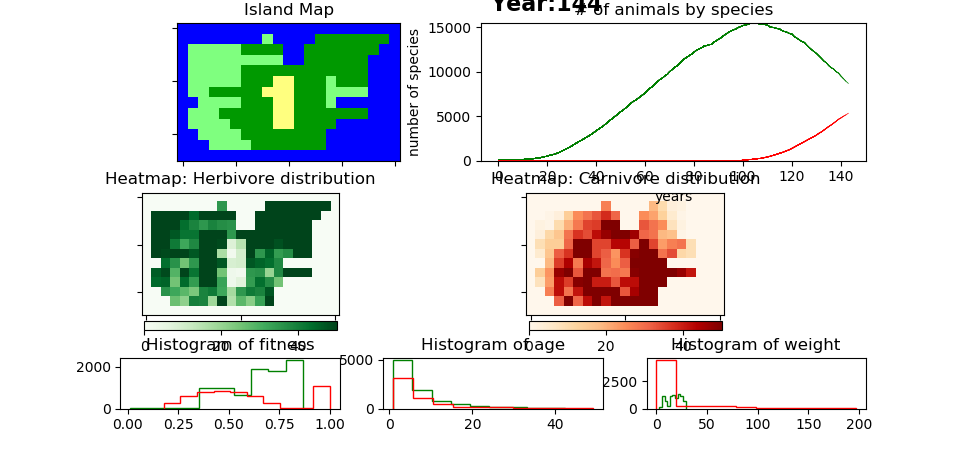 Year:144
Island Map
# of animals by species
number of species
15000
10000
5000
0
0 20 40 60 80 100 120 140
years
Heatmap: Herbivore distribution
Heatmap: Carnivore distribution
0 20 40
0 20 40
Histogram of fitness
Histogram of age
Histogram of weight
2000
0
0.00 0.25 0.50 0.75 1.00
5000
0
0 20 40
2500
0
0 50 100 150 200